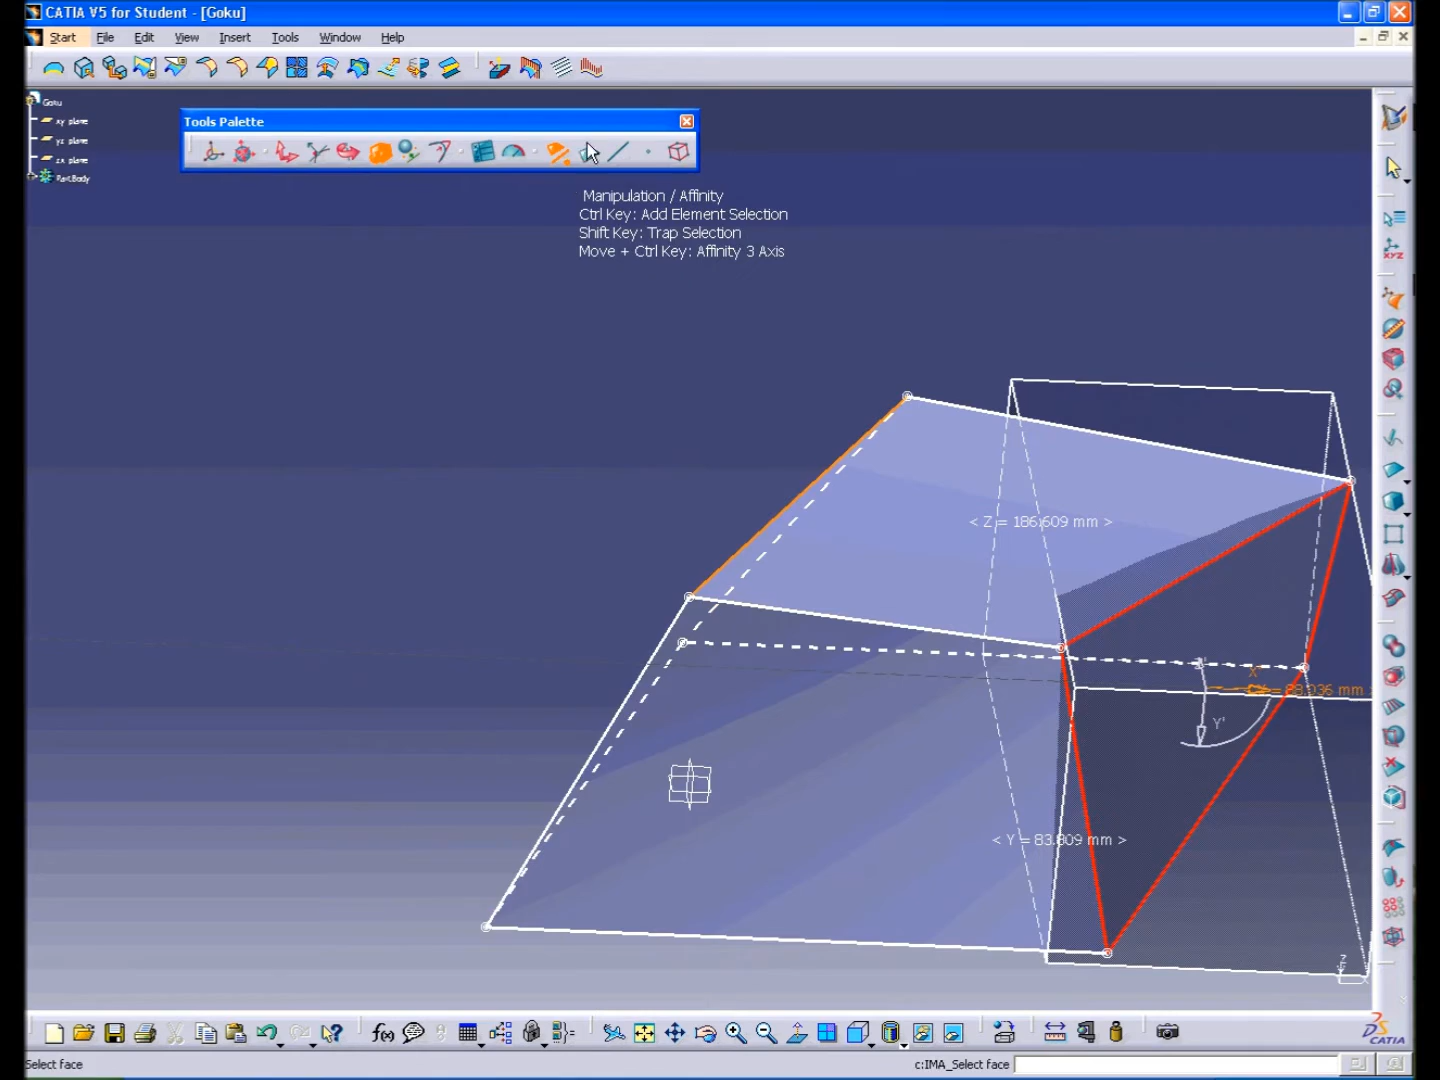 CATIA V5 for Student - [Goku]
Start File Edit View Insert Tools Window Help
Goku
xy plane
yz plane
zx plane
PartBody
Tools Palette
Manipulation / Affinity
Ctrl Key: Add Element Selection
Shift Key: Trap Selection
Move + Ctrl Key: Affinity 3 Axis
XYZ
< Z = 186.609 mm >
X'
Y'
< Y = 83.809 mm >
Z
f(x)
CATIA
Select face
c:IMA_Select face